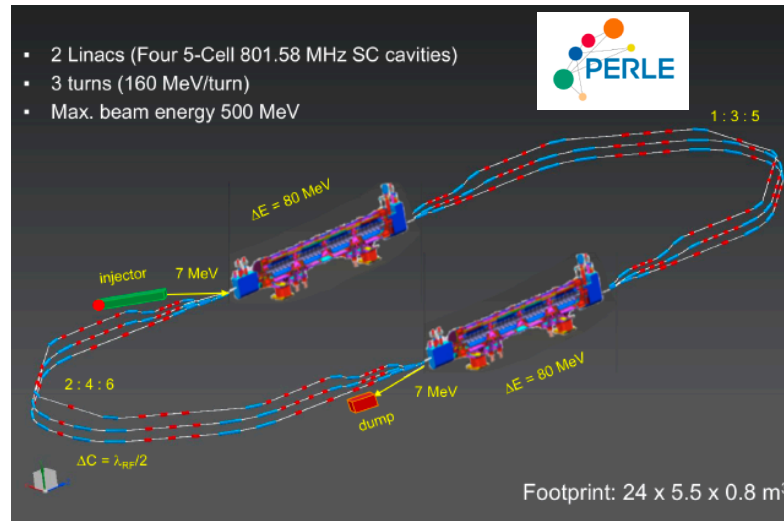 ▪ 2 Linacs (Four 5-Cell 801.58 MHz SC cavities)
▪ 3 turns (160 MeV/turn)
▪ Max. beam energy 500 MeV
PERLE
1 : 3 : 5
ΔE = 80 MeV
injector
7 MeV
2 : 4 : 6
7 MeV
ΔE = 80 MeV
dump
ΔC = λRF/2
Footprint: 24 x 5.5 x 0.8 m³